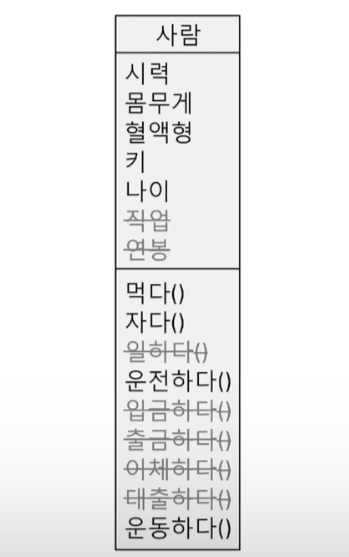 사람
시력
몸무게
혈액형
키
나이
직업
연봉
먹다()
자다()
일하다()
운전하다()
입금하다()
출금하다()
이체하다()
대출하다()
운동하다()